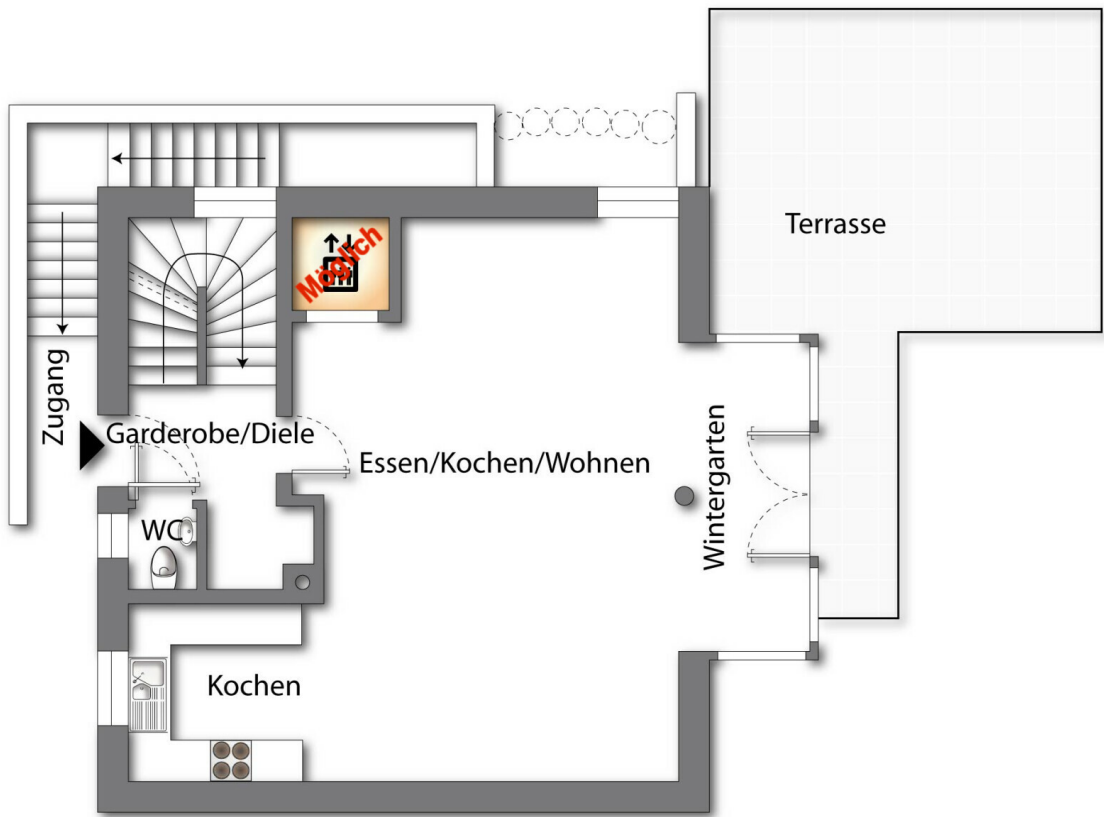 Terrasse
Möglich
Zugang
Garderobe/Diele
Essen/Kochen/Wohnen
Wintergarten
WC
Kochen